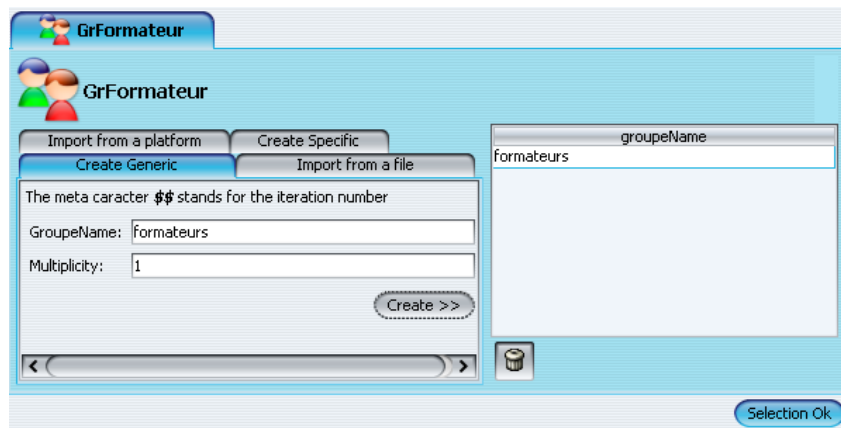 GrFormateur
GrFormateur
Import from a platform
Create Specific
Create Generic
Import from a file
The meta caracter $$ stands for the iteration number
GroupeName: formateurs
Multiplicity: 1
Create >>
groupeName
formateurs
Selection Ok